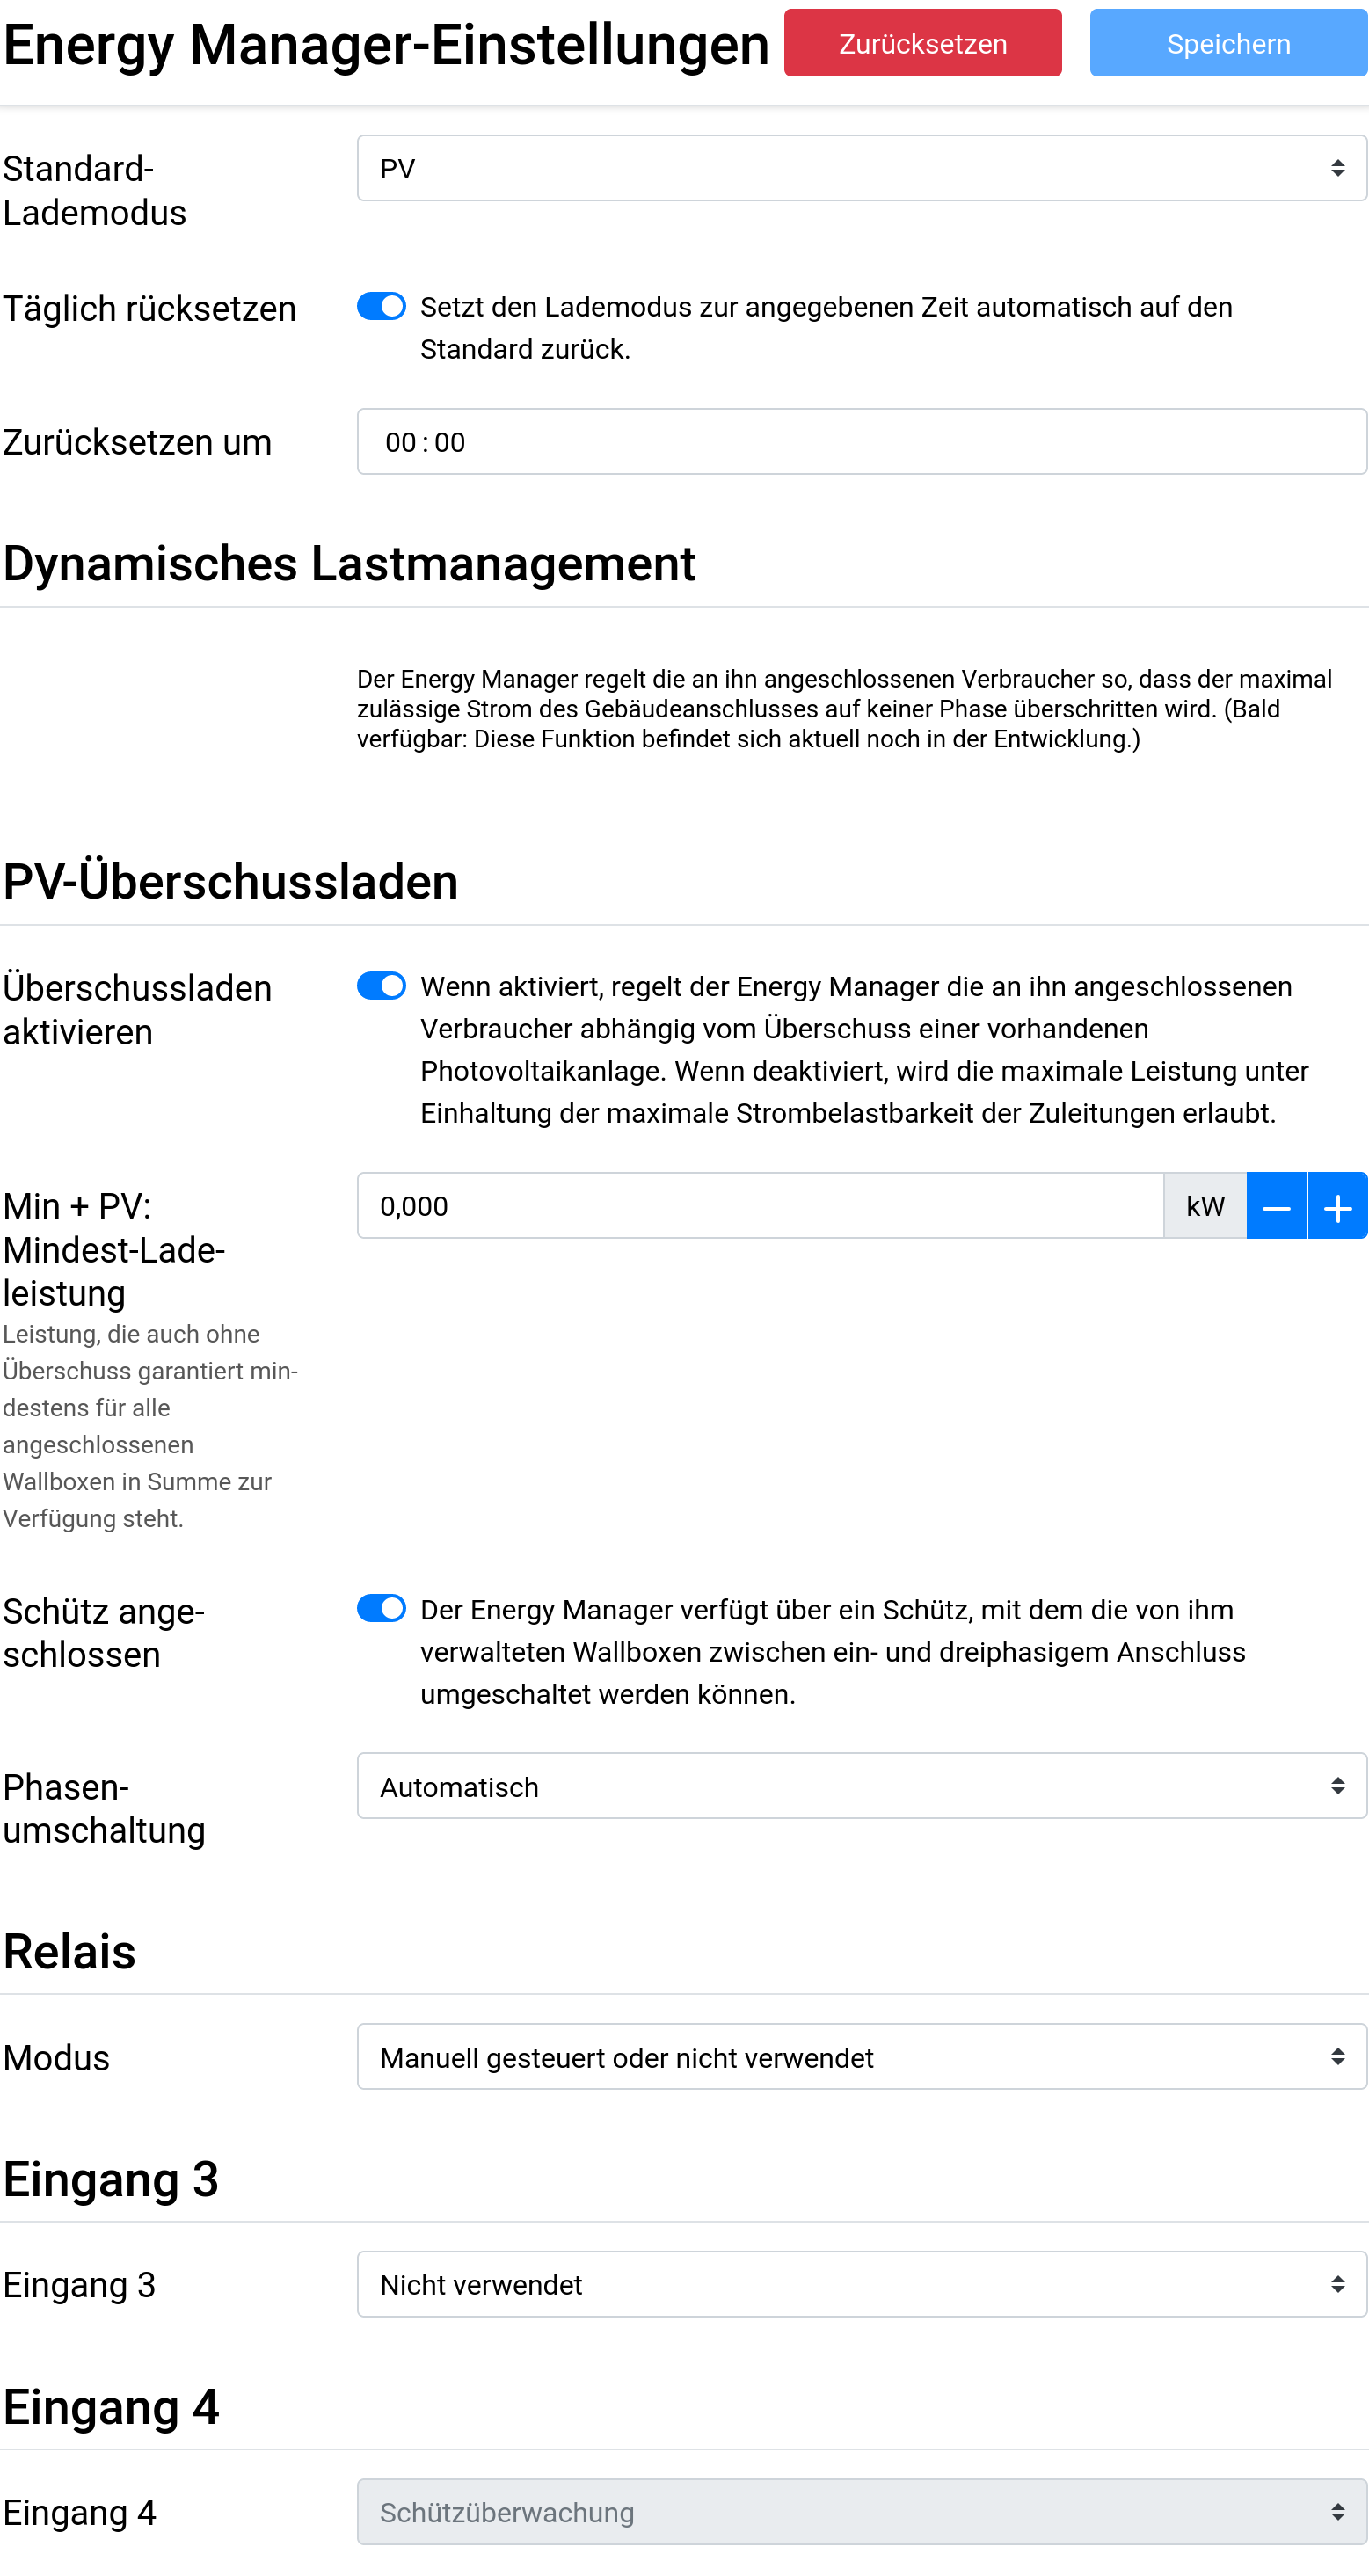 Energy Manager-Einstellungen
Zurücksetzen
Speichern
Standard-
Lademodus
PV
Täglich rücksetzen
Setzt den Lademodus zur angegebenen Zeit automatisch auf den
Standard zurück.
Zurücksetzen um
00:00
Dynamisches Lastmanagement
Der Energy Manager regelt die an ihn angeschlossenen Verbraucher so, dass der maximal
zulässige Strom des Gebäudeanschlusses auf keiner Phase überschritten wird. (Bald
verfügbar: Diese Funktion befindet sich aktuell noch in der Entwicklung.)
PV-Überschussladen
Überschussladen
aktivieren
Wenn aktiviert, regelt der Energy Manager die an ihn angeschlossenen
Verbraucher abhängig vom Überschuss einer vorhandenen
Photovoltaikanlage. Wenn deaktiviert, wird die maximale Leistung unter
Einhaltung der maximale Strombelastbarkeit der Zuleitungen erlaubt.
Min + PV:
Mindest-Lade-
leistung
Leistung, die auch ohne
Überschuss garantiert min-
destens für alle
angeschlossenen
Wallboxen in Summe zur
Verfügung steht.
0,000
kW
Schütz ange-
schlossen
Der Energy Manager verfügt über ein Schütz, mit dem die von ihm
verwalteten Wallboxen zwischen ein- und dreiphasigem Anschluss
umgeschaltet werden können.
Phasen-
umschaltung
Automatisch
Relais
Modus
Manuell gesteuert oder nicht verwendet
Eingang 3
Eingang 3
Nicht verwendet
Eingang 4
Eingang 4
Schützüberwachung